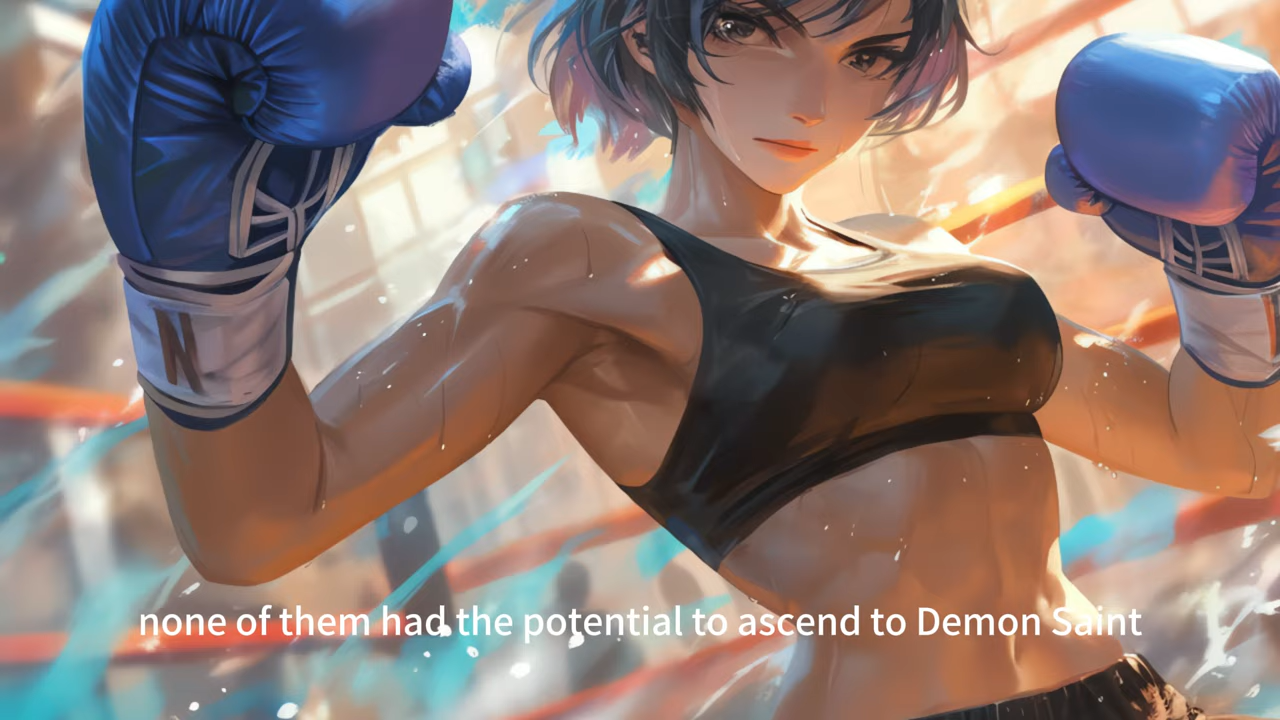 N
none of them had the potential to ascend to Demon Saint